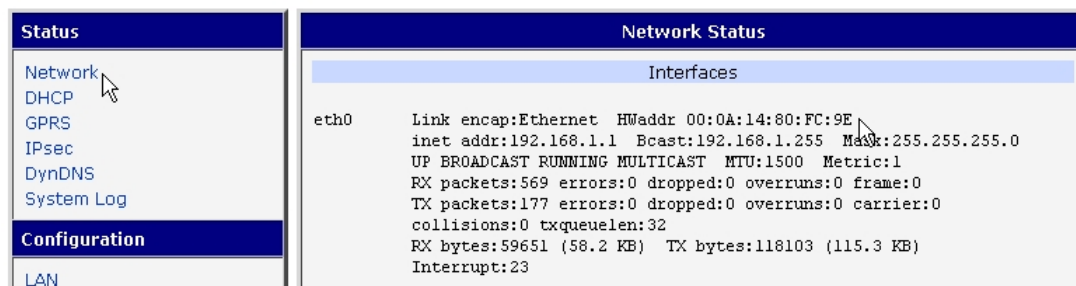 Status
Network
DHCP
GPRS
IPsec
DynDNS
System Log
Configuration
LAN
Network Status
Interfaces
eth0 Link encap:Ethernet HWaddr 00:0A:14:80:FC:9E
inet addr:192.168.1.1 Bcast:192.168.1.255 Mask:255.255.255.0
UP BROADCAST RUNNING MULTICAST MTU:1500 Metric:1
RX packets:569 errors:0 dropped:0 overruns:0 frame:0
TX packets:177 errors:0 dropped:0 overruns:0 carrier:0
collisions:0 txqueuelen:32
RX bytes:59651 (58.2 KB) TX bytes:118103 (115.3 KB)
Interrupt:23